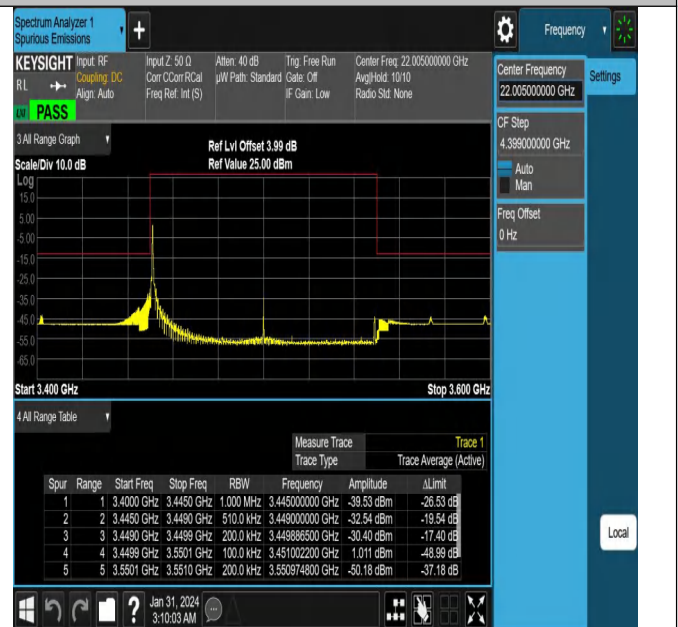 Spectrum Analyzer 1
Spurious Emissions
+
Frequency
KEYSIGHT Input: RF Input Z: 50 Ω Atten: 40 dB Trig: Free Run Center Freq: 22.005000000 GHz
RL Coupling: DC Corr CCorr RCal µW Path: Standard Gate: Off Avg|Hold: 10/10
Align: Auto Freq Ref: Int (S) IF Gain: Low Radio Std: None
LXI PASS
Center Frequency
22.005000000 GHz
Settings
CF Step
4.399000000 GHz
Auto
Man
Freq Offset
0 Hz
3 All Range Graph
Ref Lvl Offset 3.99 dB
Scale/Div 10.0 dB Ref Value 25.00 dBm
Log
15.0
5.00
-5.00
-15.0
-25.0
-35.0
-45.0
-55.0
-65.0
Start 3.400 GHz Stop 3.600 GHz
4 All Range Table
Measure Trace Trace 1
Trace Type Trace Average (Active)
Spur Range Start Freq Stop Freq RBW Frequency Amplitude ΔLimit
1 1 3.4000 GHz 3.4450 GHz 1.000 MHz 3.445000000 GHz -39.53 dBm -26.53 dB
2 2 3.4450 GHz 3.4490 GHz 510.0 kHz 3.449000000 GHz -32.54 dBm -19.54 dB
3 3 3.4490 GHz 3.4499 GHz 200.0 kHz 3.449886500 GHz -30.40 dBm -17.40 dB
4 4 3.4499 GHz 3.5501 GHz 100.0 kHz 3.451002200 GHz 1.011 dBm -48.99 dB
5 5 3.5501 GHz 3.5510 GHz 200.0 kHz 3.550974800 GHz -50.18 dBm -37.18 dB
Local
?
Jan 31, 2024
3:10:03 AM